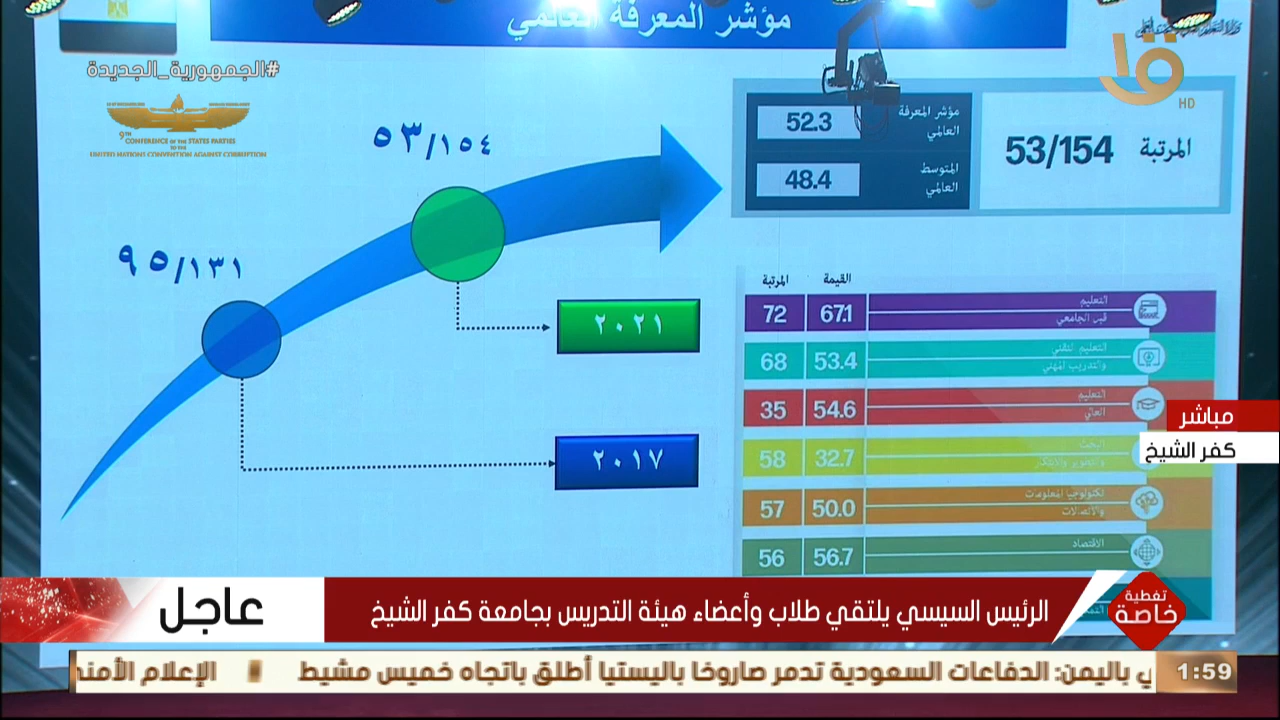 مؤشر المعرفة العالمي
#الجمهورية_الجديدة
9TH
CONFERENCE OF THE STATES PARTIES
TO THE
UNITED NATIONS CONVENTION AGAINST CORRUPTION
HD
٥٣/١٥٤
٩٥/١٣١
٢٠٢١
٢٠١٧
مؤشر المعرفة
العالمي
52.3
المتوسط
العالمي
48.4
المرتبة 53/154
القيمة المرتبة
التعليم
قبل الجامعي
67.1 72
التعليم التقني
والتدريب المهني
53.4 68
التعليم
العالي
54.6 35
البحث
والتطوير والابتكار
32.7 58
تكنولوجيا المعلومات
والاتصالات
50.0 57
الاقتصاد
56.7 56
مباشر
كفر الشيخ
تغطية
خاصة
الرئيس السيسي يلتقي طلاب وأعضاء هيئة التدريس بجامعة كفر الشيخ
عاجل
1:59
ي باليمن: الدفاعات السعودية تدمر صاروخا باليستيا أطلق باتجاه خميس مشيط
الإعلام الأمن